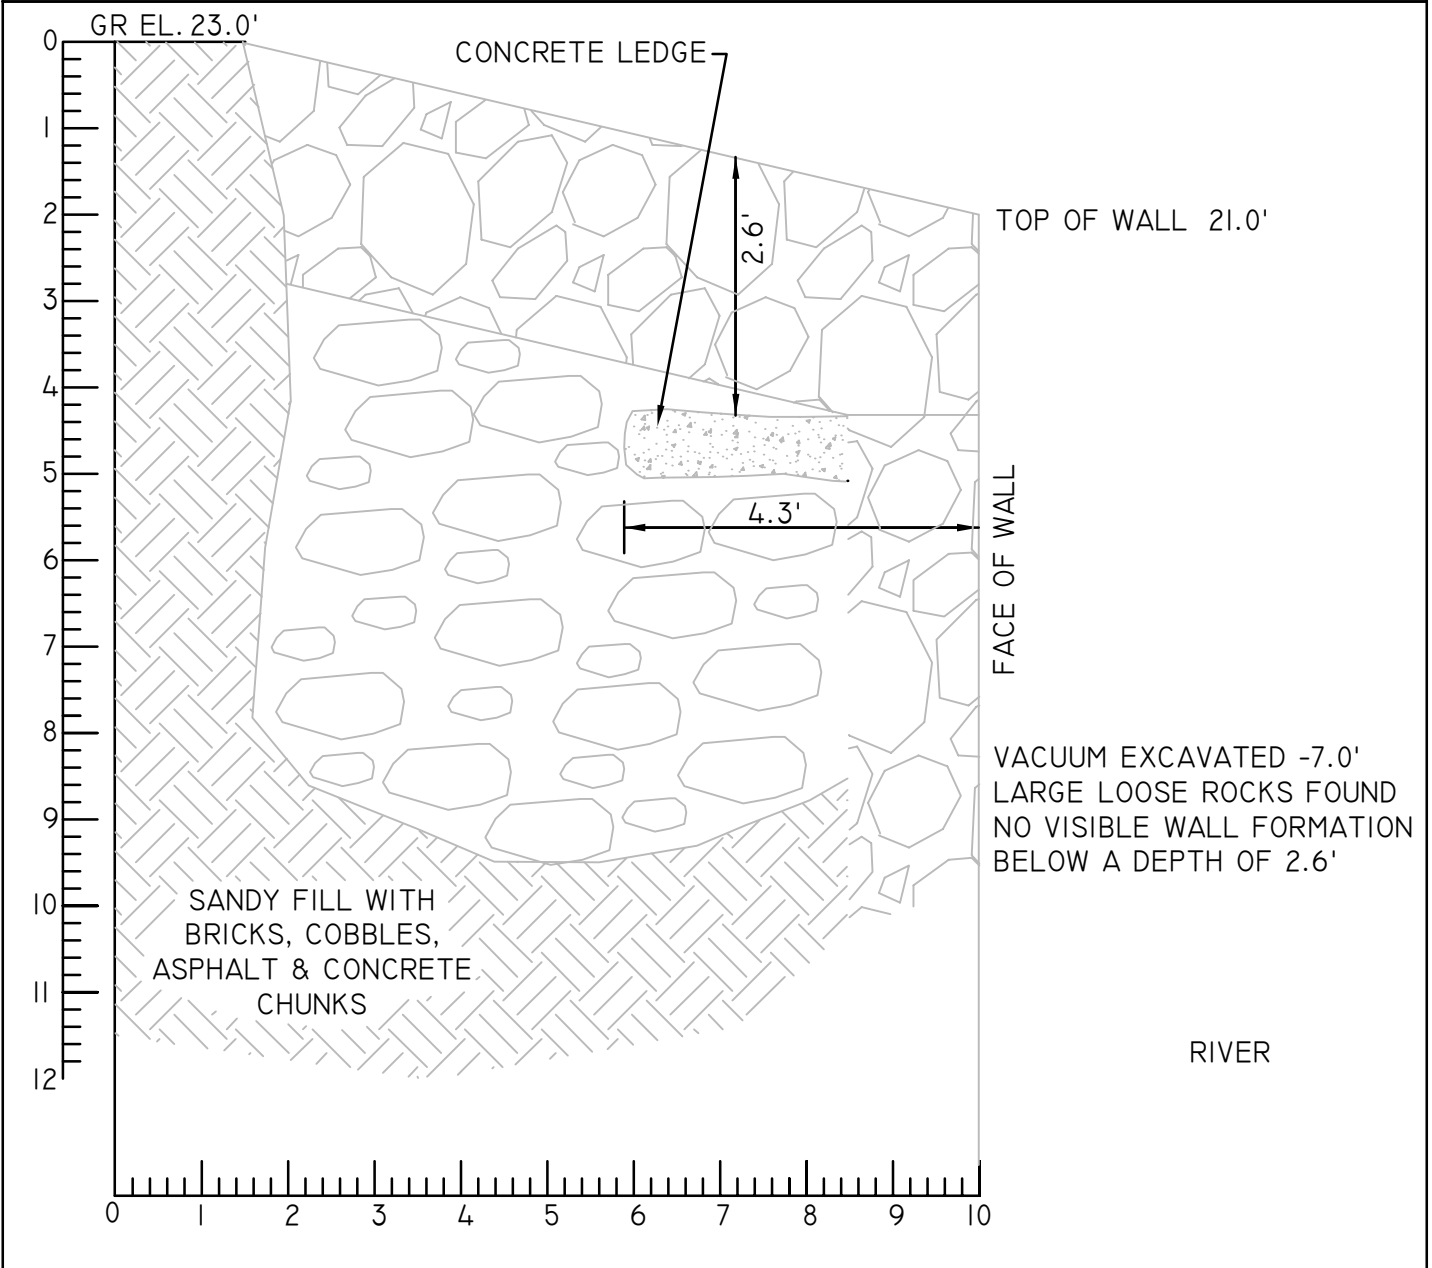 GR EL. 23.0'
CONCRETE LEDGE
0
1
2
3
4
5
6
7
8
9
10
11
12
2.6'
TOP OF WALL 21.0'
4.3'
FACE OF WALL
VACUUM EXCAVATED -7.0'
LARGE LOOSE ROCKS FOUND
NO VISIBLE WALL FORMATION
BELOW A DEPTH OF 2.6'
SANDY FILL WITH
BRICKS, COBBLES,
ASPHALT & CONCRETE
CHUNKS
RIVER
0 1 2 3 4 5 6 7 8 9 10